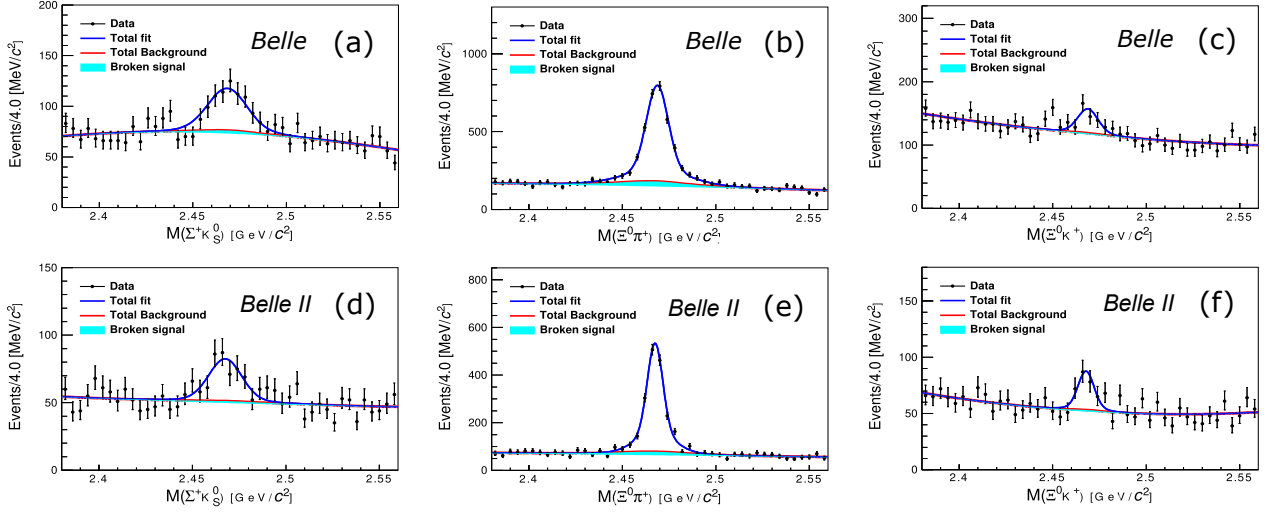 200
150
100
50
0
Events/4.0 [MeV/c²]
Data
Total fit
Total Background
Broken signal
Belle (a)
2.4 2.45 2.5 2.55
M(Σ⁺K⁰S) [GeV/c²]
1000
800
500
200
0
Events/4.0 [MeV/c²]
Data
Total fit
Total Background
Broken signal
Belle (b)
2.4 2.45 2.5 2.55
M(Ξ⁰π⁺) [GeV/c²]
300
200
150
100
0
Events/4.0 [MeV/c²]
Data
Total fit
Total Background
Broken signal
Belle (c)
2.4 2.45 2.5 2.55
M(Ξ⁰K⁺) [GeV/c²]
150
100
50
0
Events/4.0 [MeV/c²]
Data
Total fit
Total Background
Broken signal
Belle II (d)
2.4 2.45 2.5 2.55
M(Σ⁺K⁰S) [GeV/c²]
800
600
400
200
0
Events/4.0 [MeV/c²]
Data
Total fit
Total Background
Broken signal
Belle II (e)
2.4 2.45 2.5 2.55
M(Ξ⁰π⁺) [GeV/c²]
150
100
50
0
Events/4.0 [MeV/c²]
Data
Total fit
Total Background
Broken signal
Belle II (f)
2.4 2.45 2.5 2.55
M(Ξ⁰K⁺) [GeV/c²]